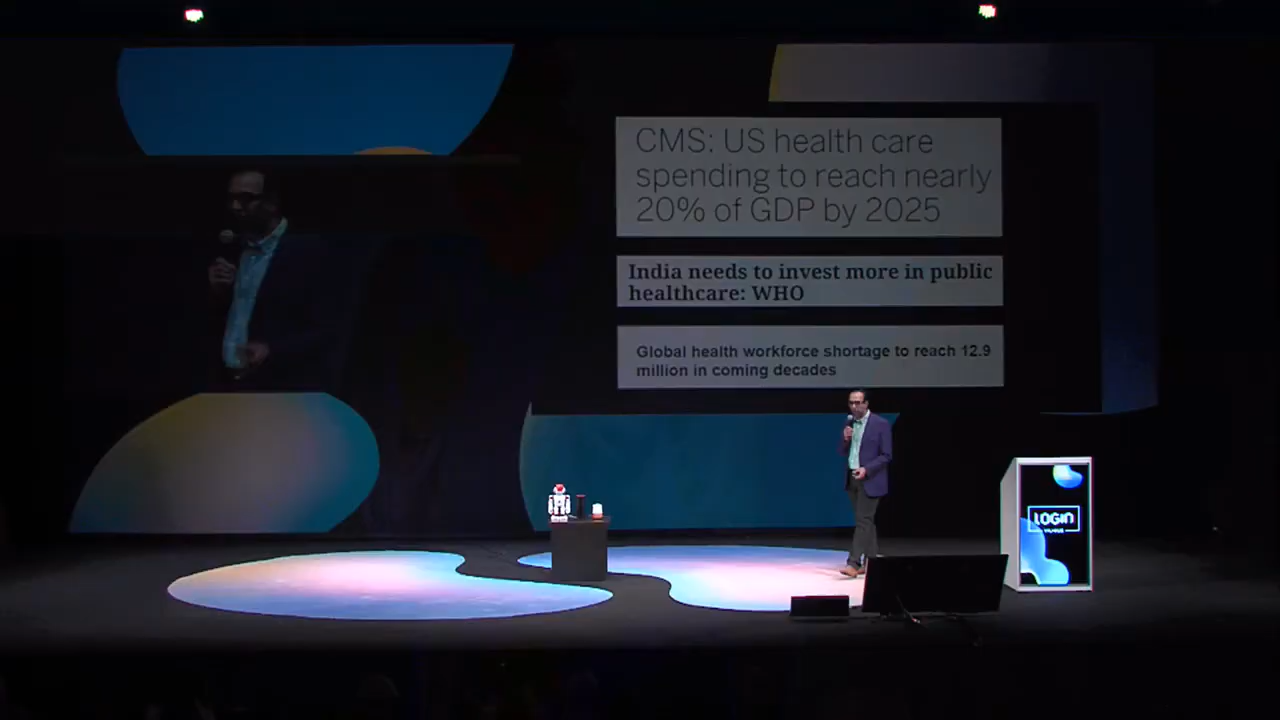 CMS: US health care
spending to reach nearly
20% of GDP by 2025
India needs to invest more in public
healthcare: WHO
Global health workforce shortage to reach 12.9
million in coming decades
LOGIN
VILNIUS